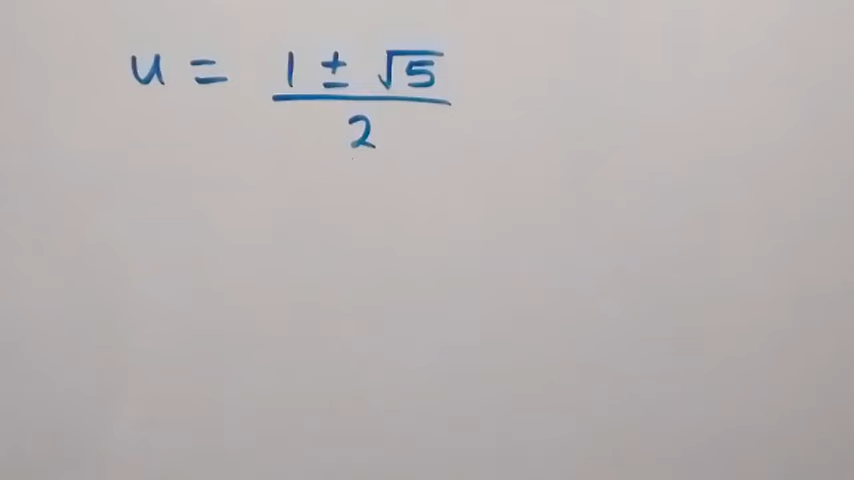 u = (1 ± √5) / 2